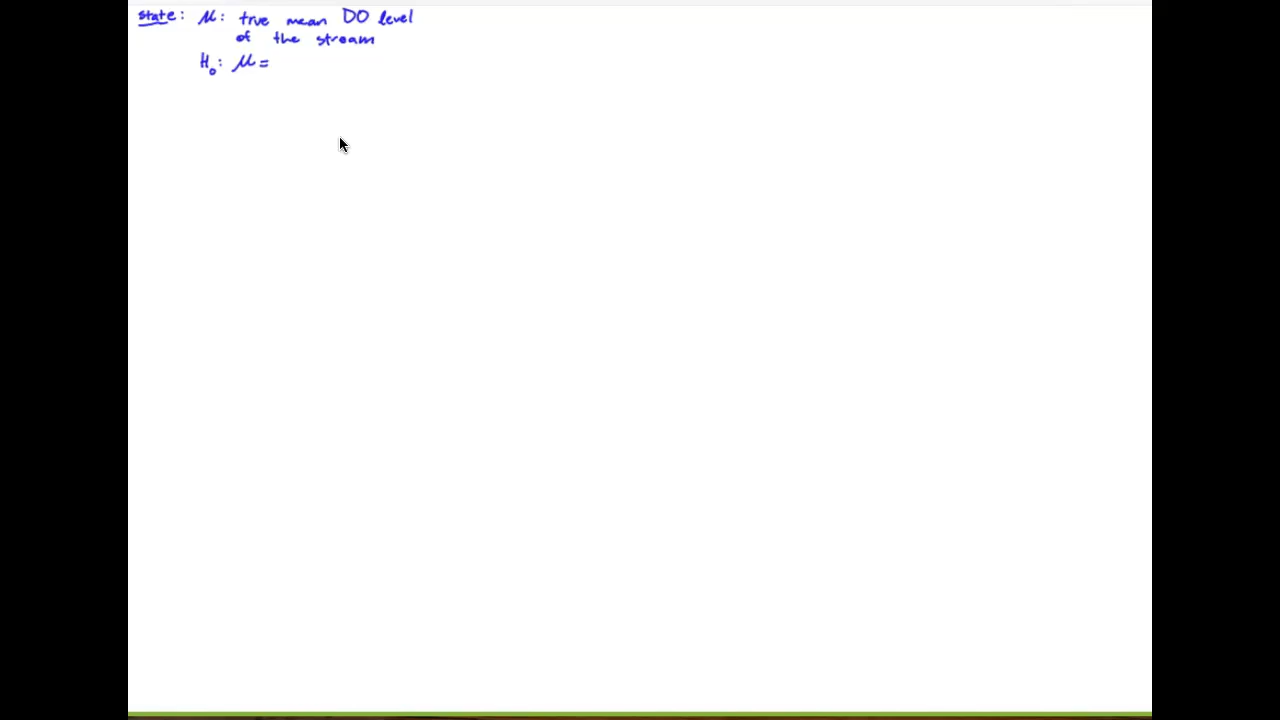 state: μ: true mean DO level
of the stream
H₀: μ=